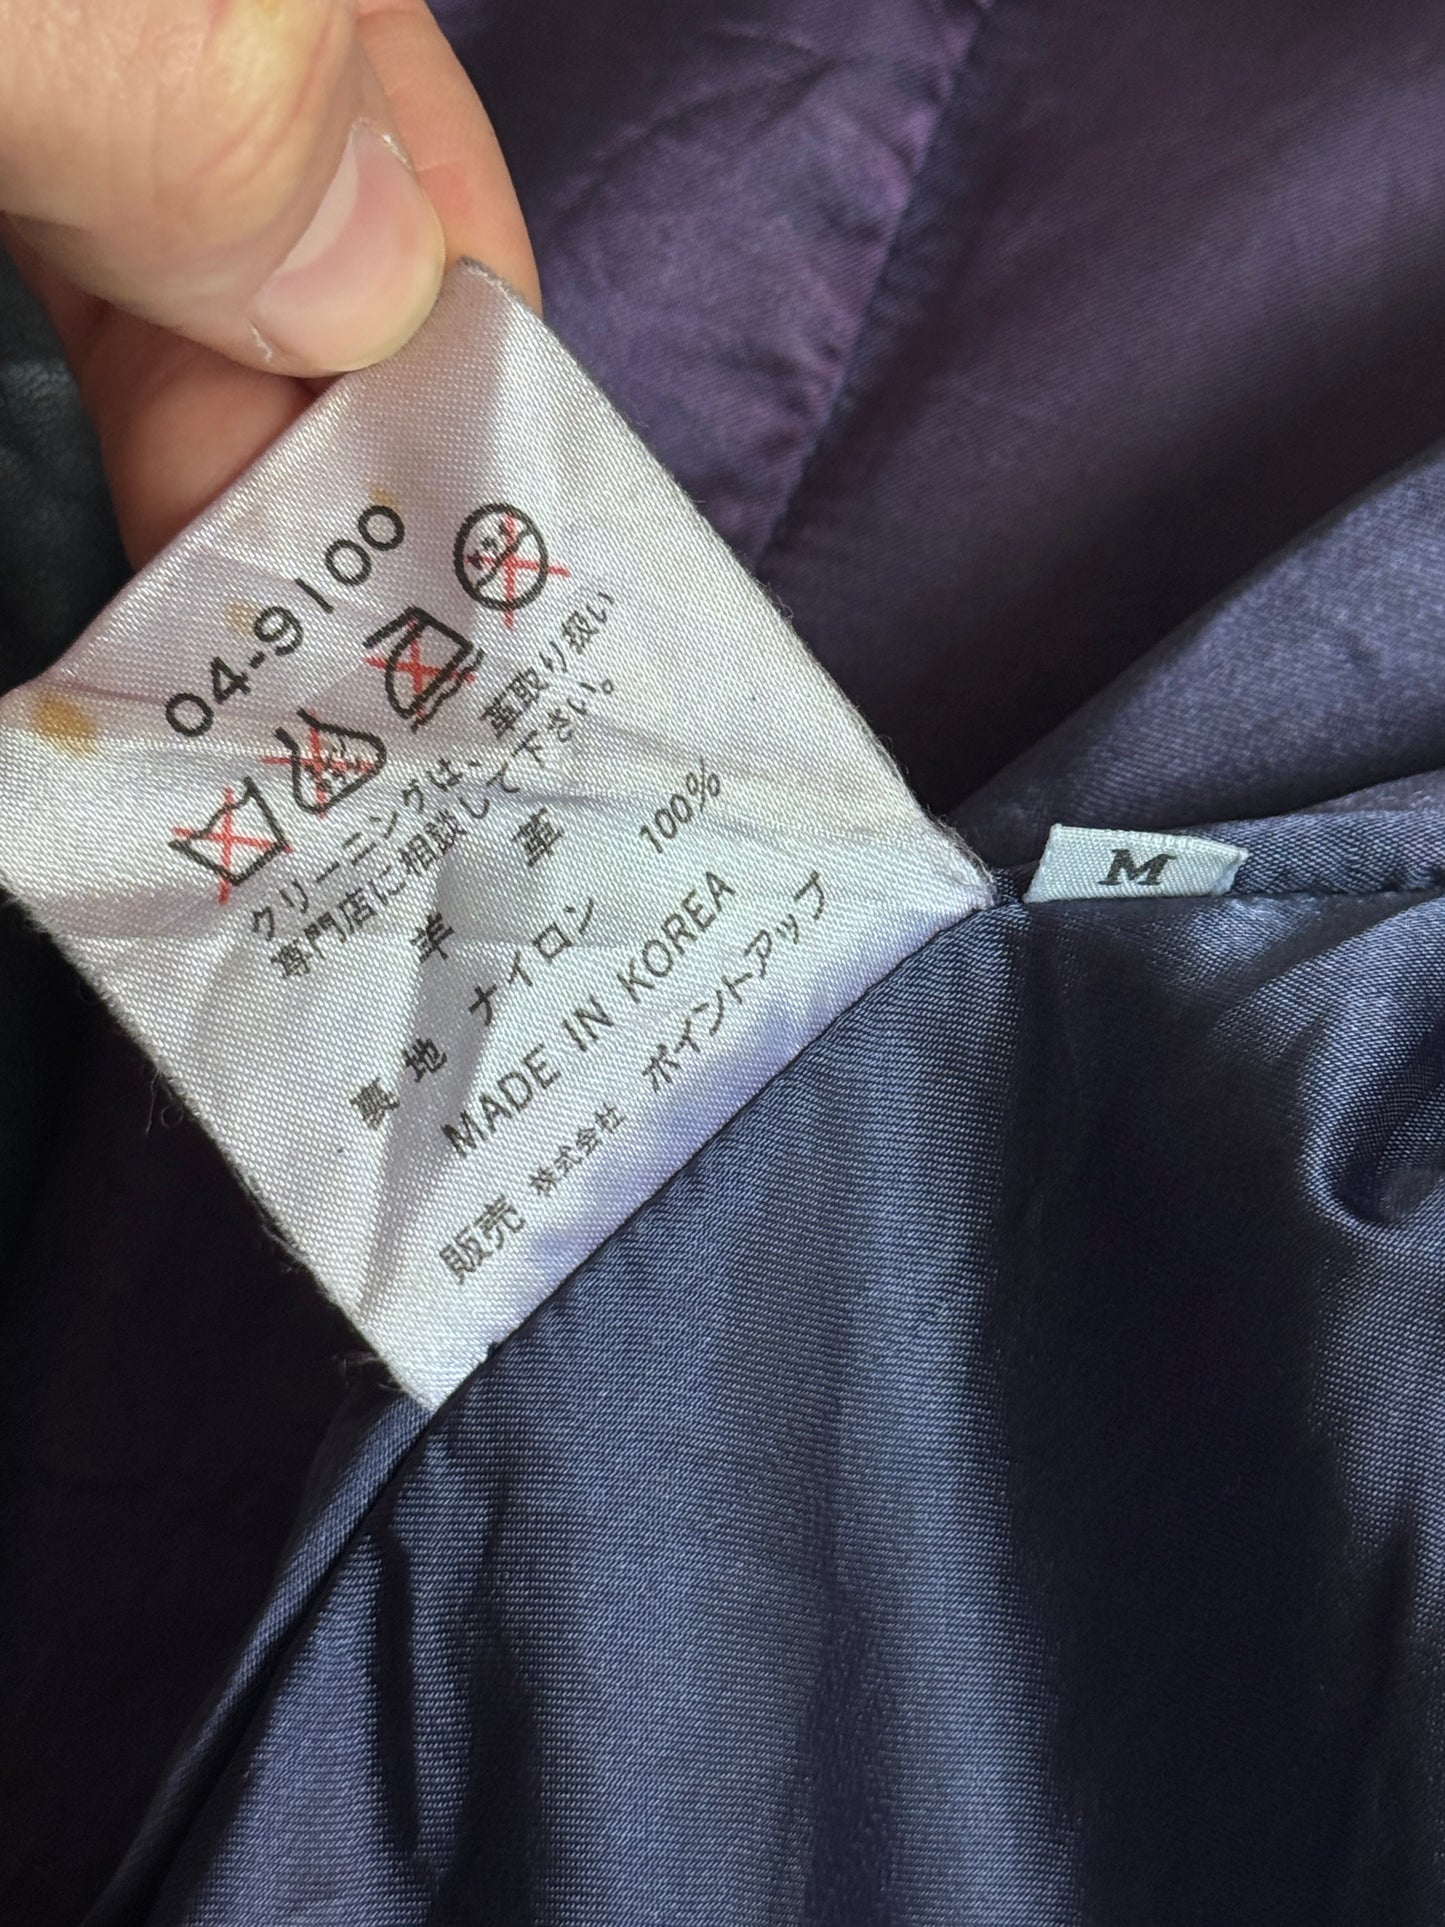 04-9100
クリーニングは、革取り扱い
専門店に相談して下さい。
羊 革
裏地 ナイロン 100%
MADE IN KOREA
販売 株式会社 ポイントアップ
M